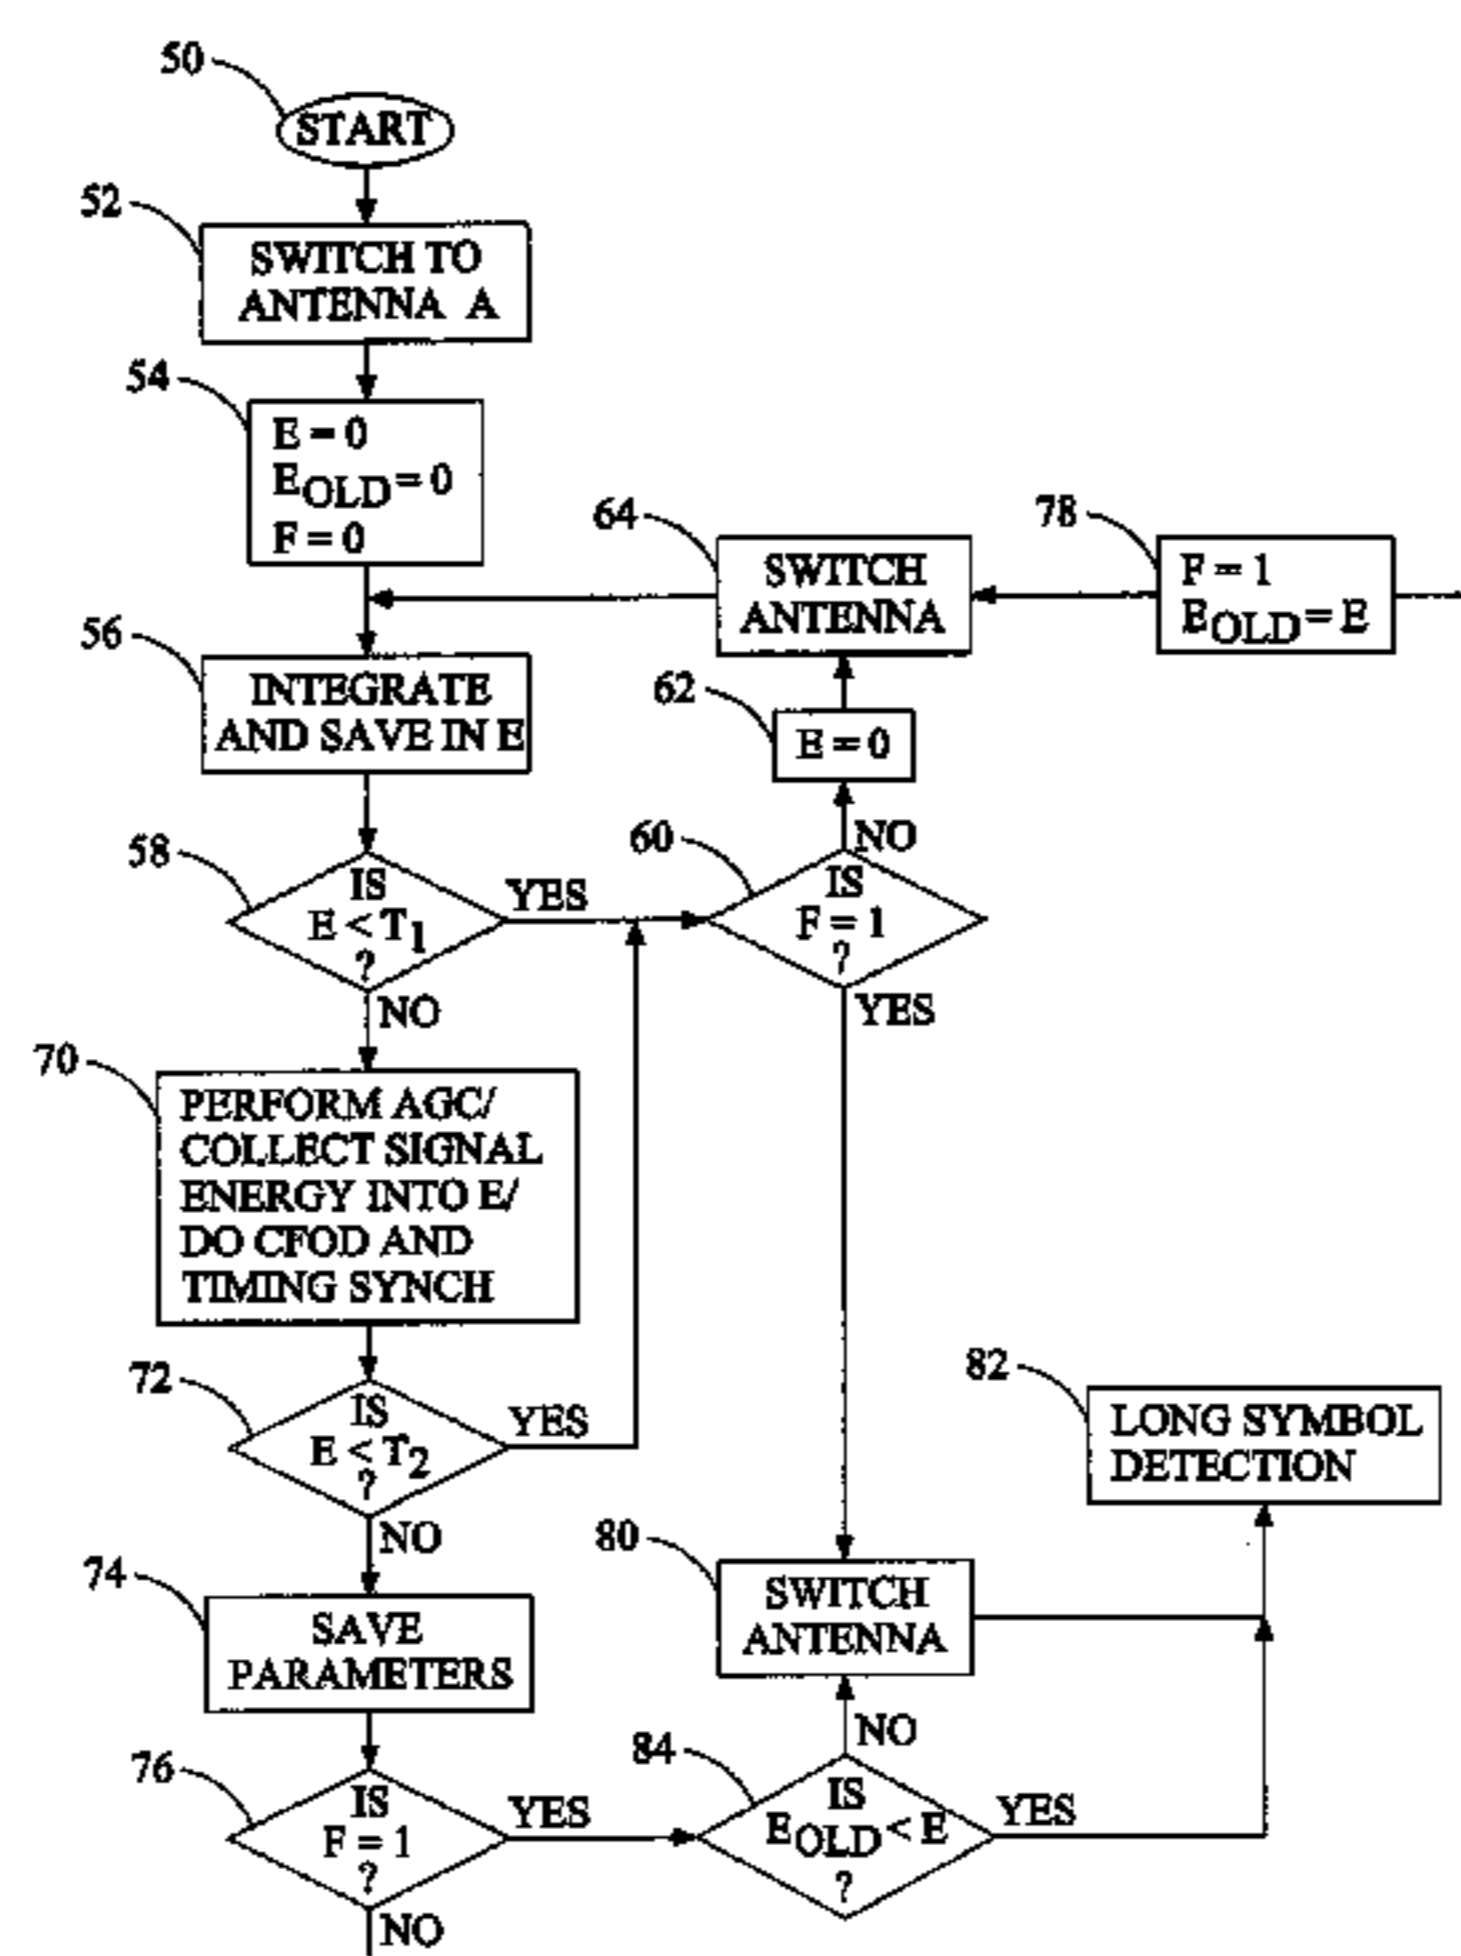 50
START
52
SWITCH TO
ANTENNA A
54
E = 0
E OLD = 0
F = 0
64
SWITCH
ANTENNA
78
F = 1
E OLD = E
56
INTEGRATE
AND SAVE IN E
62
E = 0
58
IS
E < T1
?
YES
NO
60
NO
IS
F = 1
?
YES
70
PERFORM AGC/
COLLECT SIGNAL
ENERGY INTO E/
DO CFOD AND
TIMING SYNCH
72
IS
E < T2
?
YES
NO
82
LONG SYMBOL
DETECTION
74
SAVE
PARAMETERS
80
SWITCH
ANTENNA
76
IS
F = 1
?
YES
NO
84
NO
IS
E OLD < E
?
YES